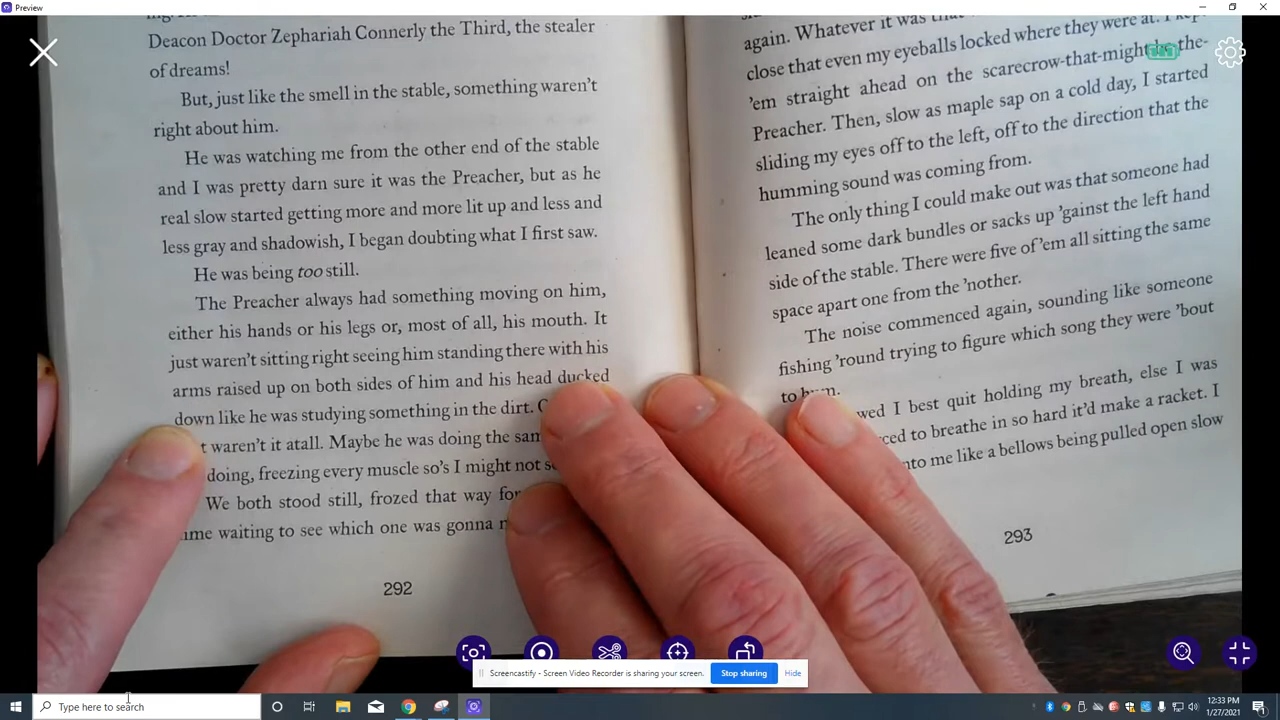 Preview
Deacon Doctor Zephariah Connerly the Third, the stealer
of dreams!
But, just like the smell in the stable, something waren't
right about him.
He was watching me from the other end of the stable
and I was pretty darn sure it was the Preacher, but as he
real slow started getting more and more lit up and less and
less gray and shadowish, I began doubting what I first saw.
He was being too still.
The Preacher always had something moving on him,
either his hands or his legs or, most of all, his mouth. It
just waren't sitting right seeing him standing there with his
arms raised up on both sides of him and his head ducked
down like he was studying something in the dirt.
waren't it atall. Maybe he was doing the
doing, freezing every muscle so's I might not
We both stood still, frozed that way
waiting to see which one was gonna
292
again. Whatever it was
close that even my eyeballs locked where they were at. I kept
'em straight ahead on the scarecrow-that-might-be-the-
Preacher. Then, slow as maple sap on a cold day, I started
sliding my eyes off to the left, off to the direction that the
humming sound was coming from.
The only thing I could make out was that someone had
leaned some dark bundles or sacks up 'gainst the left hand
side of the stable. There were five of 'em all sitting the same
space apart one from the 'nother.
The noise commenced again, sounding like someone
fishing 'round trying to figure which song they were 'bout
to
I best quit holding my breath, else I was
to breathe in so hard it'd make a racket. I
me like a bellows being pulled open slow
293
Screencastify - Screen Video Recorder is sharing your screen.
Stop sharing
Hide
Type here to search
12:33 PM
1/27/2021